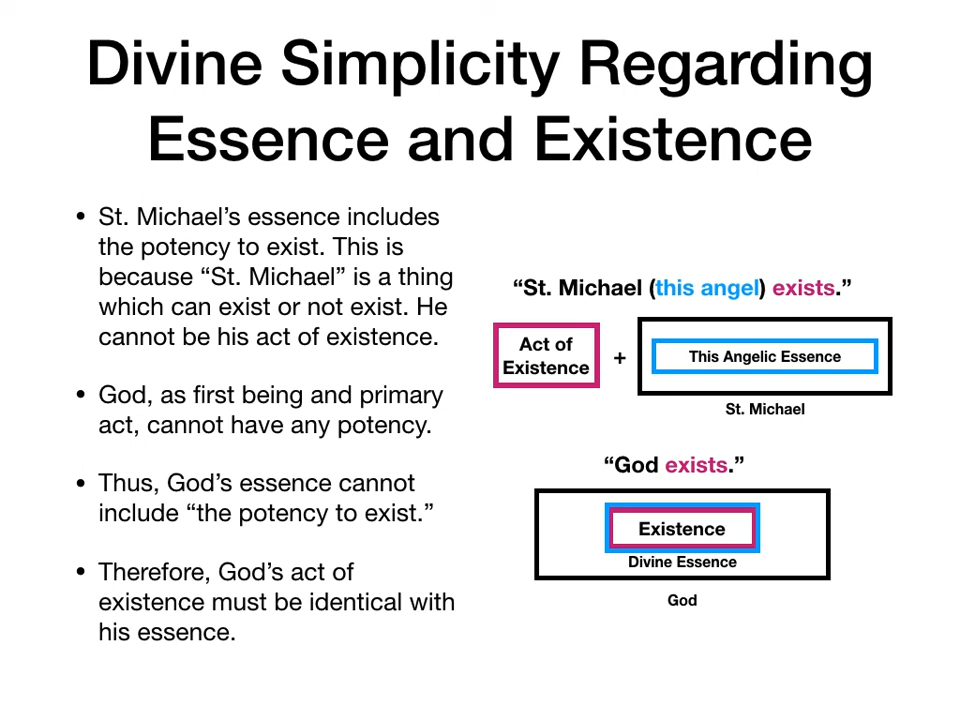 Divine Simplicity Regarding
Essence and Existence
• St. Michael’s essence includes
the potency to exist. This is
because “St. Michael” is a thing
which can exist or not exist. He
cannot be his act of existence.
• God, as first being and primary
act, cannot have any potency.
• Thus, God’s essence cannot
include “the potency to exist.”
• Therefore, God’s act of
existence must be identical with
his essence.
“St. Michael (this angel) exists.”
Act of
Existence
+
This Angelic Essence
St. Michael
“God exists.”
Existence
Divine Essence
God